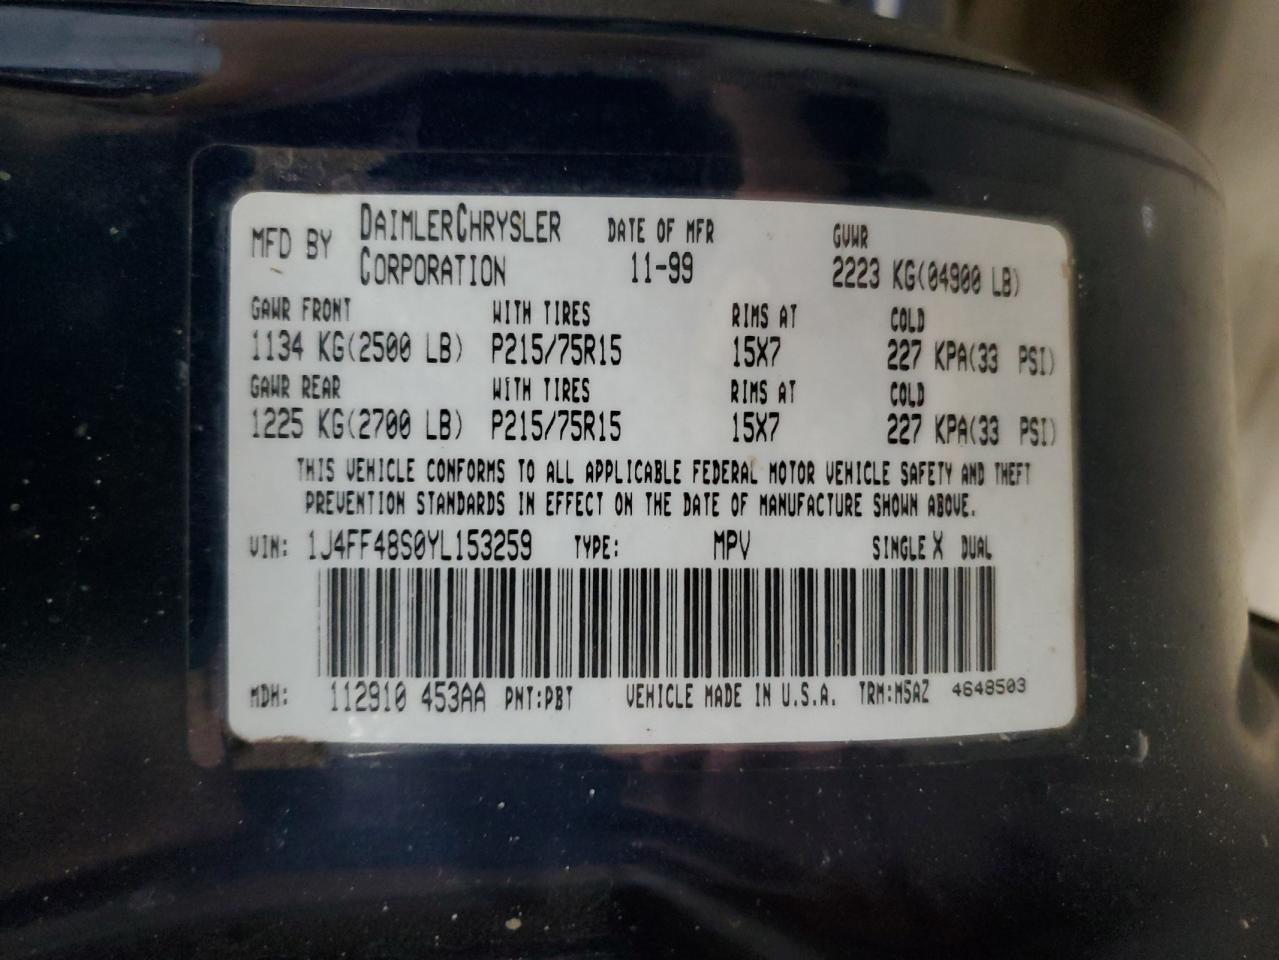 MFD BY DAIMLERCHRYSLER CORPORATION DATE OF MFR 11-99 GVWR 2223 KG(04900 LB)
GAWR FRONT WITH TIRES RIMS AT COLD
1134 KG(2500 LB) P215/75R15 15X7 227 KPA(33 PSI)
GAWR REAR WITH TIRES RIMS AT COLD
1225 KG(2700 LB) P215/75R15 15X7 227 KPA(33 PSI)
THIS VEHICLE CONFORMS TO ALL APPLICABLE FEDERAL MOTOR VEHICLE SAFETY AND THEFT
PREVENTION STANDARDS IN EFFECT ON THE DATE OF MANUFACTURE SHOWN ABOVE.
VIN: 1J4FF48S0YL153259 TYPE: MPV SINGLE X DUAL
MDH: 112910 453AA PNT:PBT VEHICLE MADE IN U.S.A. TRM:M5AZ 4648503